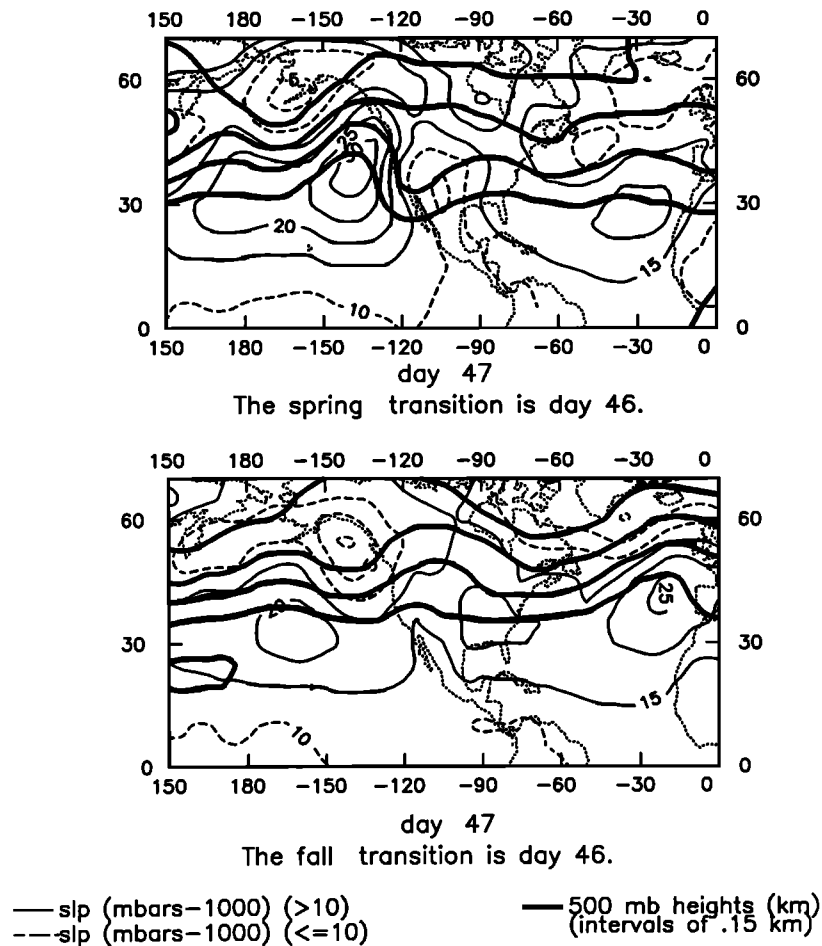 150 180 −150 −120 −90 −60 −30 0
60 60
5
25
30 30
20
15
10
0 0
150 180 −150 −120 −90 −60 −30 0
day 47
The spring transition is day 46.
150 180 −150 −120 −90 −60 −30 0
60 60
20
25
30 30
15
10
0 0
150 180 −150 −120 −90 −60 −30 0
day 47
The fall transition is day 46.
slp (mbars−1000) (>10)
slp (mbars−1000) (<=10)
500 mb heights (km)
(intervals of .15 km)